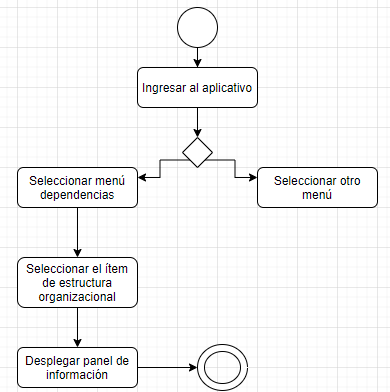 Ingresar al aplicativo
Seleccionar menú
dependencias
Seleccionar otro
menú
Seleccionar el ítem
de estructura
organizacional
Desplegar panel de
información